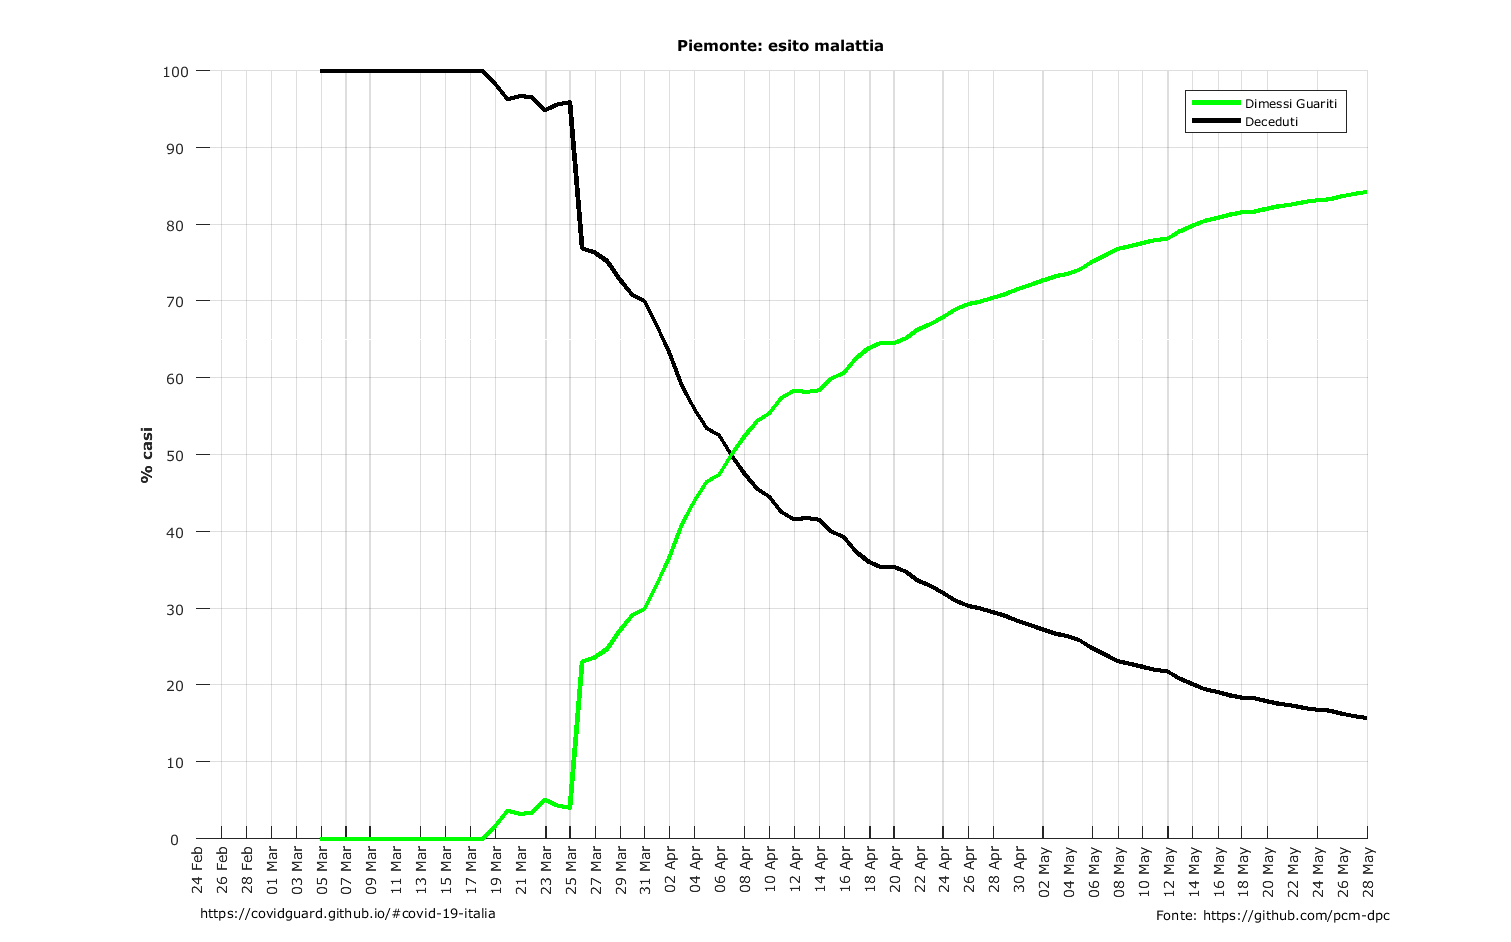 Piemonte: esito malattia
Dimessi Guariti
Deceduti
% casi
100
90
80
70
60
50
40
30
20
10
0
24 Feb
26 Feb
28 Feb
01 Mar
03 Mar
05 Mar
07 Mar
09 Mar
11 Mar
13 Mar
15 Mar
17 Mar
19 Mar
21 Mar
23 Mar
25 Mar
27 Mar
29 Mar
31 Mar
02 Apr
04 Apr
06 Apr
08 Apr
10 Apr
12 Apr
14 Apr
16 Apr
18 Apr
20 Apr
22 Apr
24 Apr
26 Apr
28 Apr
30 Apr
02 May
04 May
06 May
08 May
10 May
12 May
14 May
16 May
18 May
20 May
22 May
24 May
26 May
28 May
https://covidguard.github.io/#covid-19-italia
Fonte: https://github.com/pcm-dpc